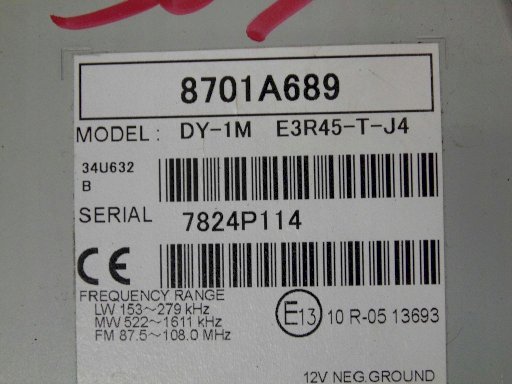 8701A689
MODEL: DY-1M E3R45-T-J4
34U632
B
SERIAL 7824P114
CE
FREQUENCY RANGE
LW 153~279 kHz
MW 522~1611 kHz
FM 87.5~108.0 MHz
E13 10 R-05 13693
12V NEG.GROUND